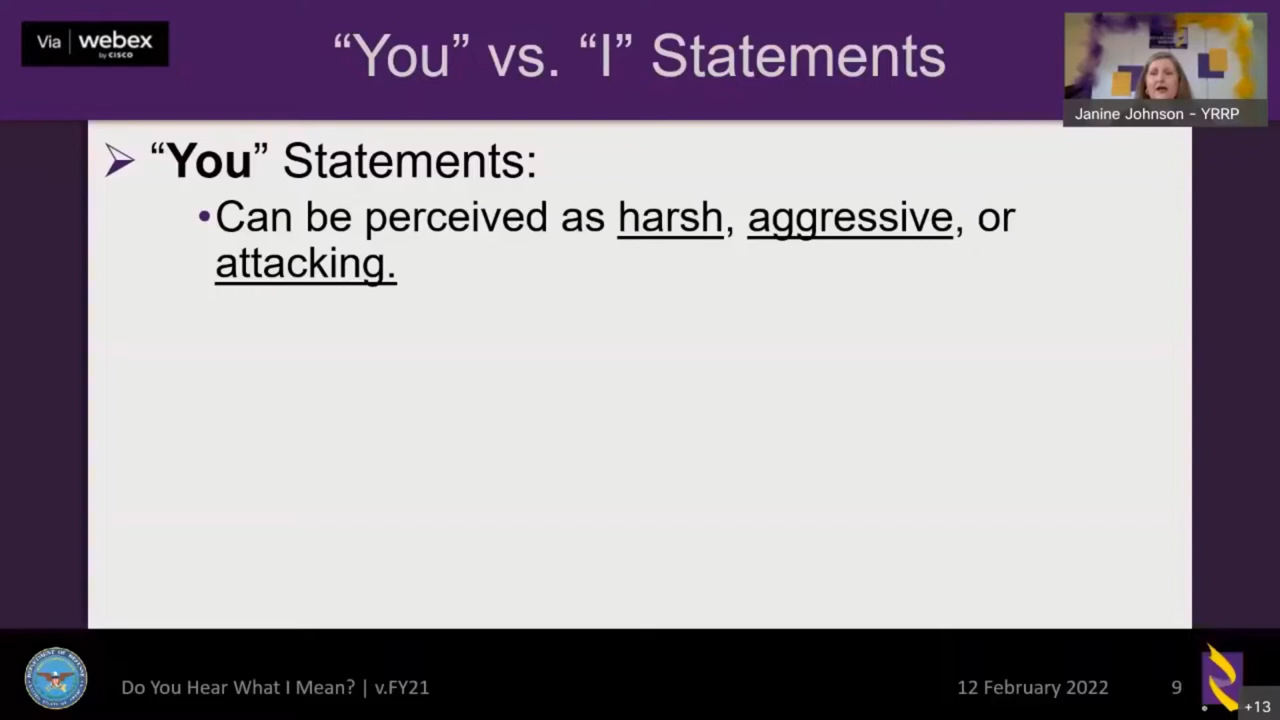 Via | webex
by CISCO
“You” vs. “I” Statements
Janine Johnson - YRRP
➢ “You” Statements:
•Can be perceived as harsh, aggressive, or
attacking.
Do You Hear What I Mean? | v.FY21
12 February 2022
9
+13